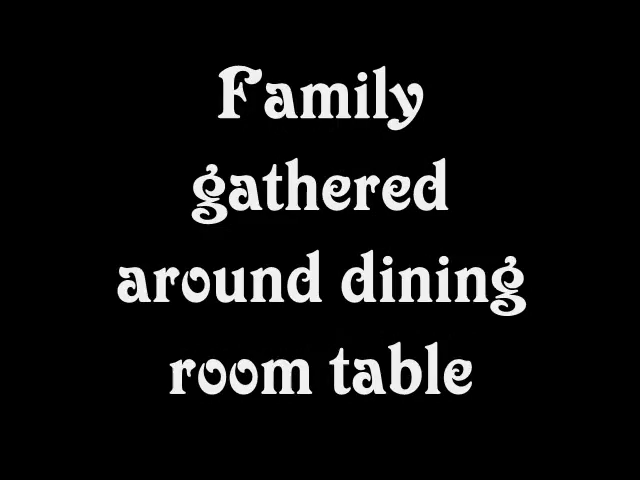 Family
gathered
around dining
room table